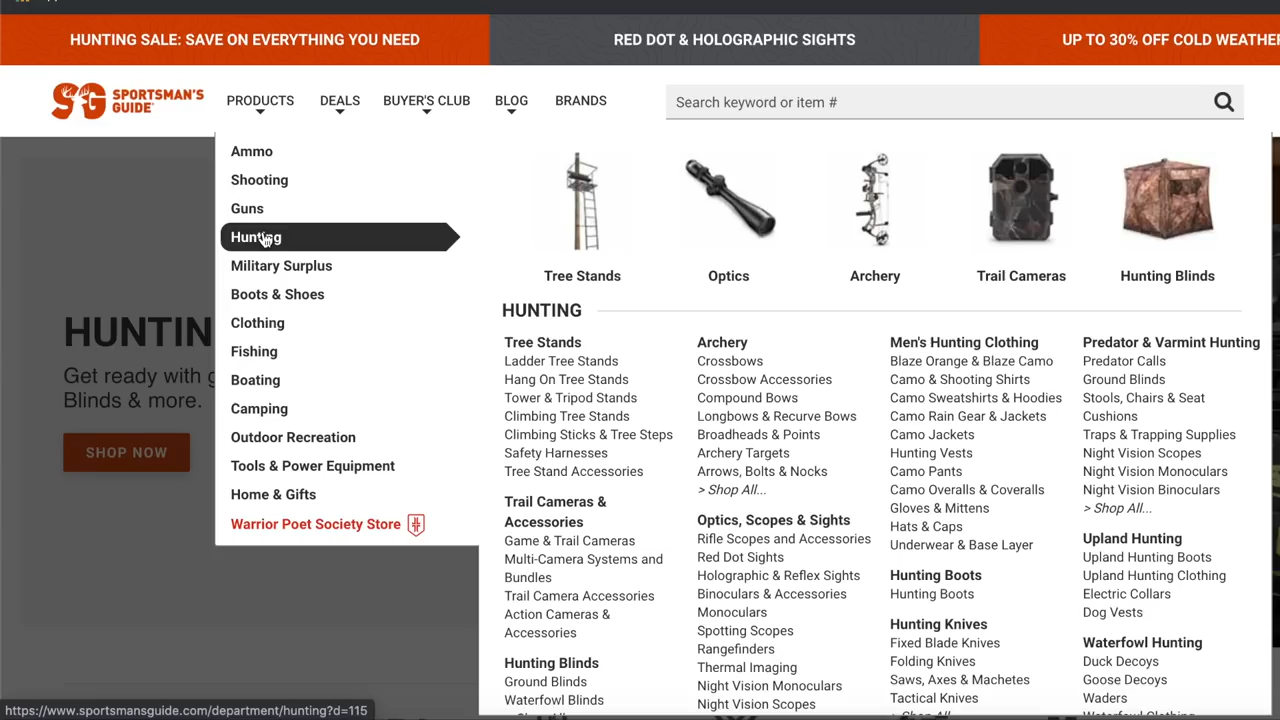 HUNTING SALE: SAVE ON EVERYTHING YOU NEED
RED DOT & HOLOGRAPHIC SIGHTS
UP TO 30% OFF COLD WEATHE
SPORTSMAN'S
GUIDE
PRODUCTS
DEALS
BUYER'S CLUB
BLOG
BRANDS
Search keyword or item #
Ammo
Shooting
Guns
Hunting
Military Surplus
Boots & Shoes
Clothing
Fishing
Boating
Camping
Outdoor Recreation
Tools & Power Equipment
Home & Gifts
Warrior Poet Society Store
HUNTIN
Get ready with g
Blinds & more.
SHOP NOW
Tree Stands
Optics
Archery
Trail Cameras
Hunting Blinds
HUNTING
Tree Stands
Ladder Tree Stands
Hang On Tree Stands
Tower & Tripod Stands
Climbing Tree Stands
Climbing Sticks & Tree Steps
Safety Harnesses
Tree Stand Accessories
Trail Cameras &
Accessories
Game & Trail Cameras
Multi-Camera Systems and
Bundles
Trail Camera Accessories
Action Cameras &
Accessories
Hunting Blinds
Ground Blinds
Waterfowl Blinds
Archery
Crossbows
Crossbow Accessories
Compound Bows
Longbows & Recurve Bows
Broadheads & Points
Archery Targets
Arrows, Bolts & Nocks
> Shop All...
Optics, Scopes & Sights
Rifle Scopes and Accessories
Red Dot Sights
Holographic & Reflex Sights
Binoculars & Accessories
Monoculars
Spotting Scopes
Rangefinders
Thermal Imaging
Night Vision Monoculars
Night Vision Scopes
Men's Hunting Clothing
Blaze Orange & Blaze Camo
Camo & Shooting Shirts
Camo Sweatshirts & Hoodies
Camo Rain Gear & Jackets
Camo Jackets
Hunting Vests
Camo Pants
Camo Overalls & Coveralls
Gloves & Mittens
Hats & Caps
Underwear & Base Layer
Hunting Boots
Hunting Boots
Hunting Knives
Fixed Blade Knives
Folding Knives
Saws, Axes & Machetes
Tactical Knives
Predator & Varmint Hunting
Predator Calls
Ground Blinds
Stools, Chairs & Seat
Cushions
Traps & Trapping Supplies
Night Vision Scopes
Night Vision Monoculars
Night Vision Binoculars
> Shop All...
Upland Hunting
Upland Hunting Boots
Upland Hunting Clothing
Electric Collars
Dog Vests
Waterfowl Hunting
Duck Decoys
Goose Decoys
Waders
Waterfowl Clothing
https://www.sportsmansguide.com/department/hunting?d=115